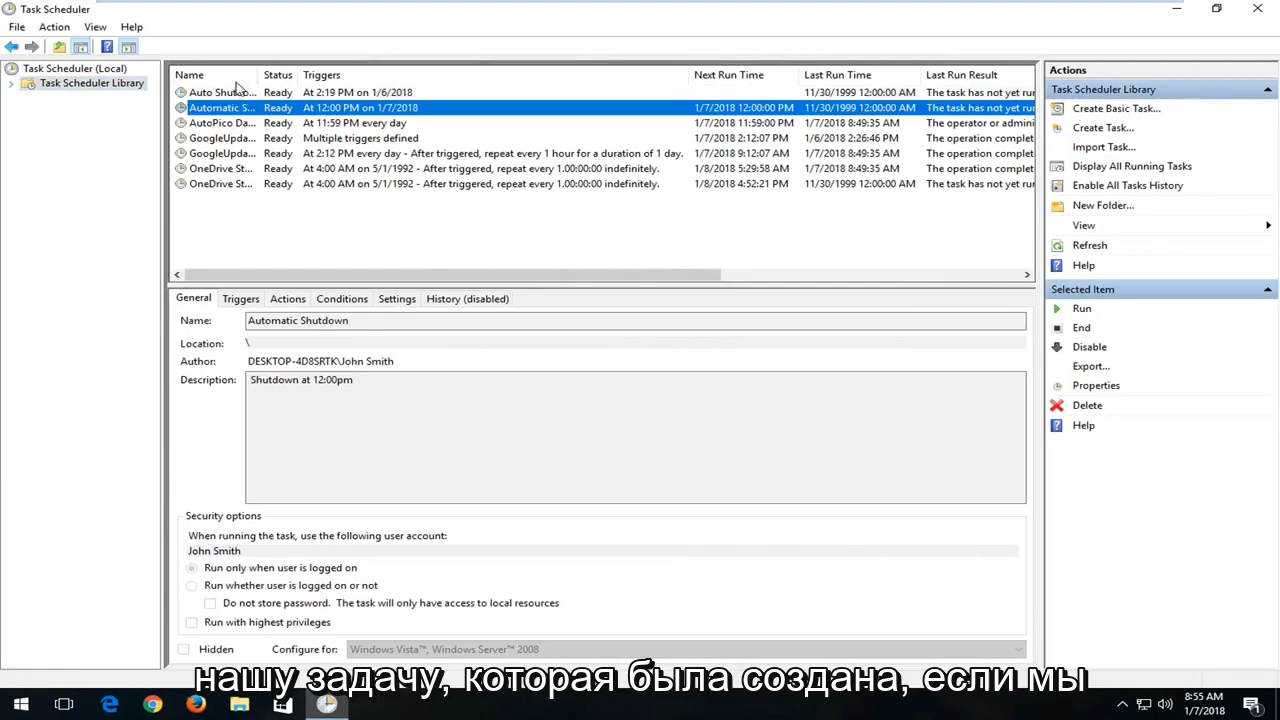 Task Scheduler
File Action View Help
Task Scheduler (Local)
Task Scheduler Library
Name Status Triggers Next Run Time Last Run Time Last Run Result
Auto Shu o... Ready At 2:19 PM on 1/6/2018 11/30/1999 12:00:00 AM The task has not yet ru
Automatic S... Ready At 12:00 PM on 1/7/2018 1/7/2018 12:00:00 PM 11/30/1999 12:00:00 AM The task has not yet ru
AutoPico Da... Ready At 11:59 PM every day 1/7/2018 11:59:00 PM 1/7/2018 8:49:35 AM The operator or admini
GoogleUpda... Ready Multiple triggers defined 1/7/2018 2:12:07 PM 1/6/2018 2:26:46 PM The operation complet
GoogleUpda... Ready At 2:12 PM every day - After triggered, repeat every 1 hour for a duration of 1 day. 1/7/2018 9:12:07 AM 1/7/2018 8:49:35 AM The operation complet
OneDrive St... Ready At 4:00 AM on 5/1/1992 - After triggered, repeat every 1.00:00:00 indefinitely. 1/8/2018 5:29:58 AM 1/7/2018 8:49:35 AM The operation complet
OneDrive St... Ready At 4:00 AM on 5/1/1992 - After triggered, repeat every 1.00:00:00 indefinitely. 1/8/2018 4:52:21 PM 11/30/1999 12:00:00 AM The task has not yet ru
General Triggers Actions Conditions Settings History (disabled)
Name: Automatic Shutdown
Location: \
Author: DESKTOP-4D8SRTK\John Smith
Description: Shutdown at 12:00pm
Security options
When running the task, use the following user account:
John Smith
Run only when user is logged on
Run whether user is logged on or not
Do not store password. The task will only have access to local resources
Run with highest privileges
Hidden Configure for: Windows Vista™, Windows Server™ 2008
Actions
Task Scheduler Library
Create Basic Task...
Create Task...
Import Task...
Display All Running Tasks
Enable All Tasks History
New Folder...
View
Refresh
Help
Selected Item
Run
End
Disable
Export...
Properties
Delete
Help
нашу задачу, которая была создана, если мы
8:55 AM
1/7/2018